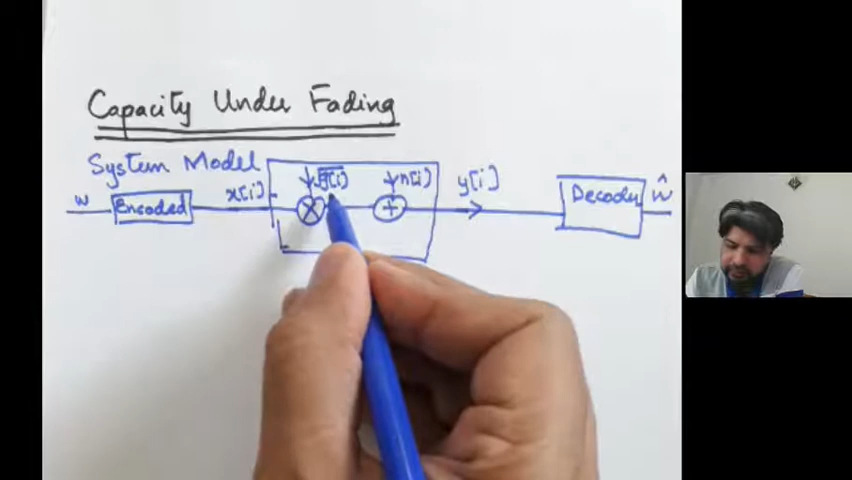 Capacity Under Fading
System Model
w Encoded x[i] √g[i] n[i] y[i] Decoder ŵ